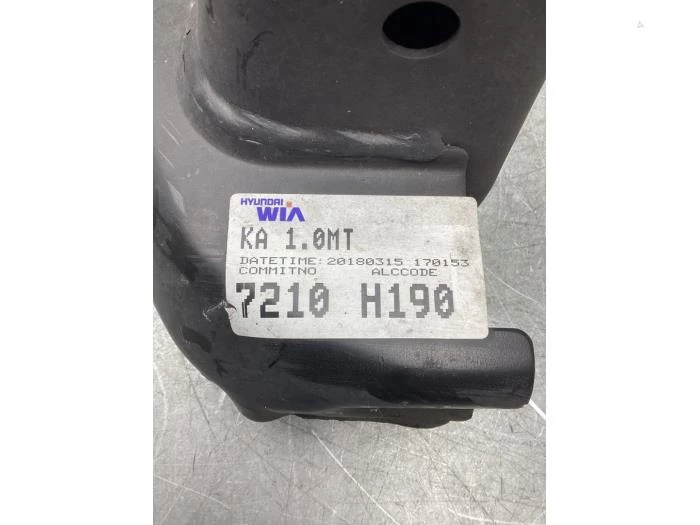 HYUNDAI
WIA
KA 1.0MT
DATETIME:20180315 170153
COMMITNO ALCCODE
7210 H190